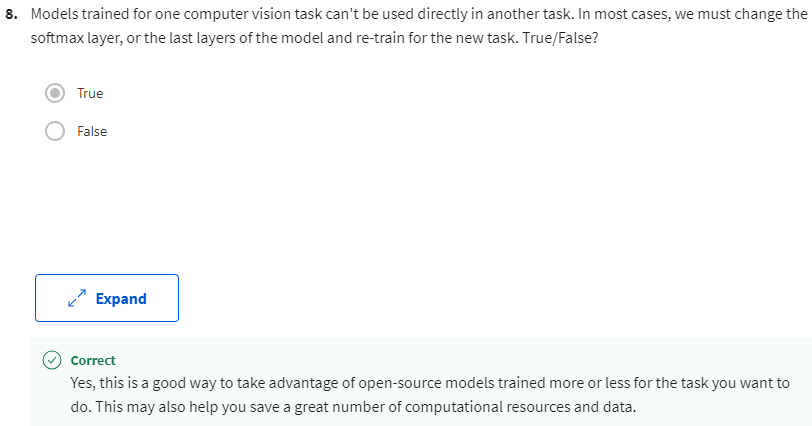 8. Models trained for one computer vision task can't be used directly in another task. In most cases, we must change the
softmax layer, or the last layers of the model and re-train for the new task. True/False?
True
False
Expand
Correct
Yes, this is a good way to take advantage of open-source models trained more or less for the task you want to
do. This may also help you save a great number of computational resources and data.